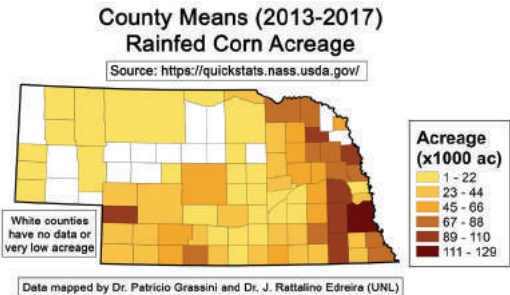 County Means (2013-2017)
Rainfed Corn Acreage
Source: https://quickstats.nass.usda.gov/
Acreage
(x1000 ac)
1 - 22
23 - 44
45 - 66
67 - 88
89 - 110
111 - 129
White counties
have no data or
very low acreage
Data mapped by Dr. Patricio Grassini and Dr. J. Rattalino Edreira (UNL)